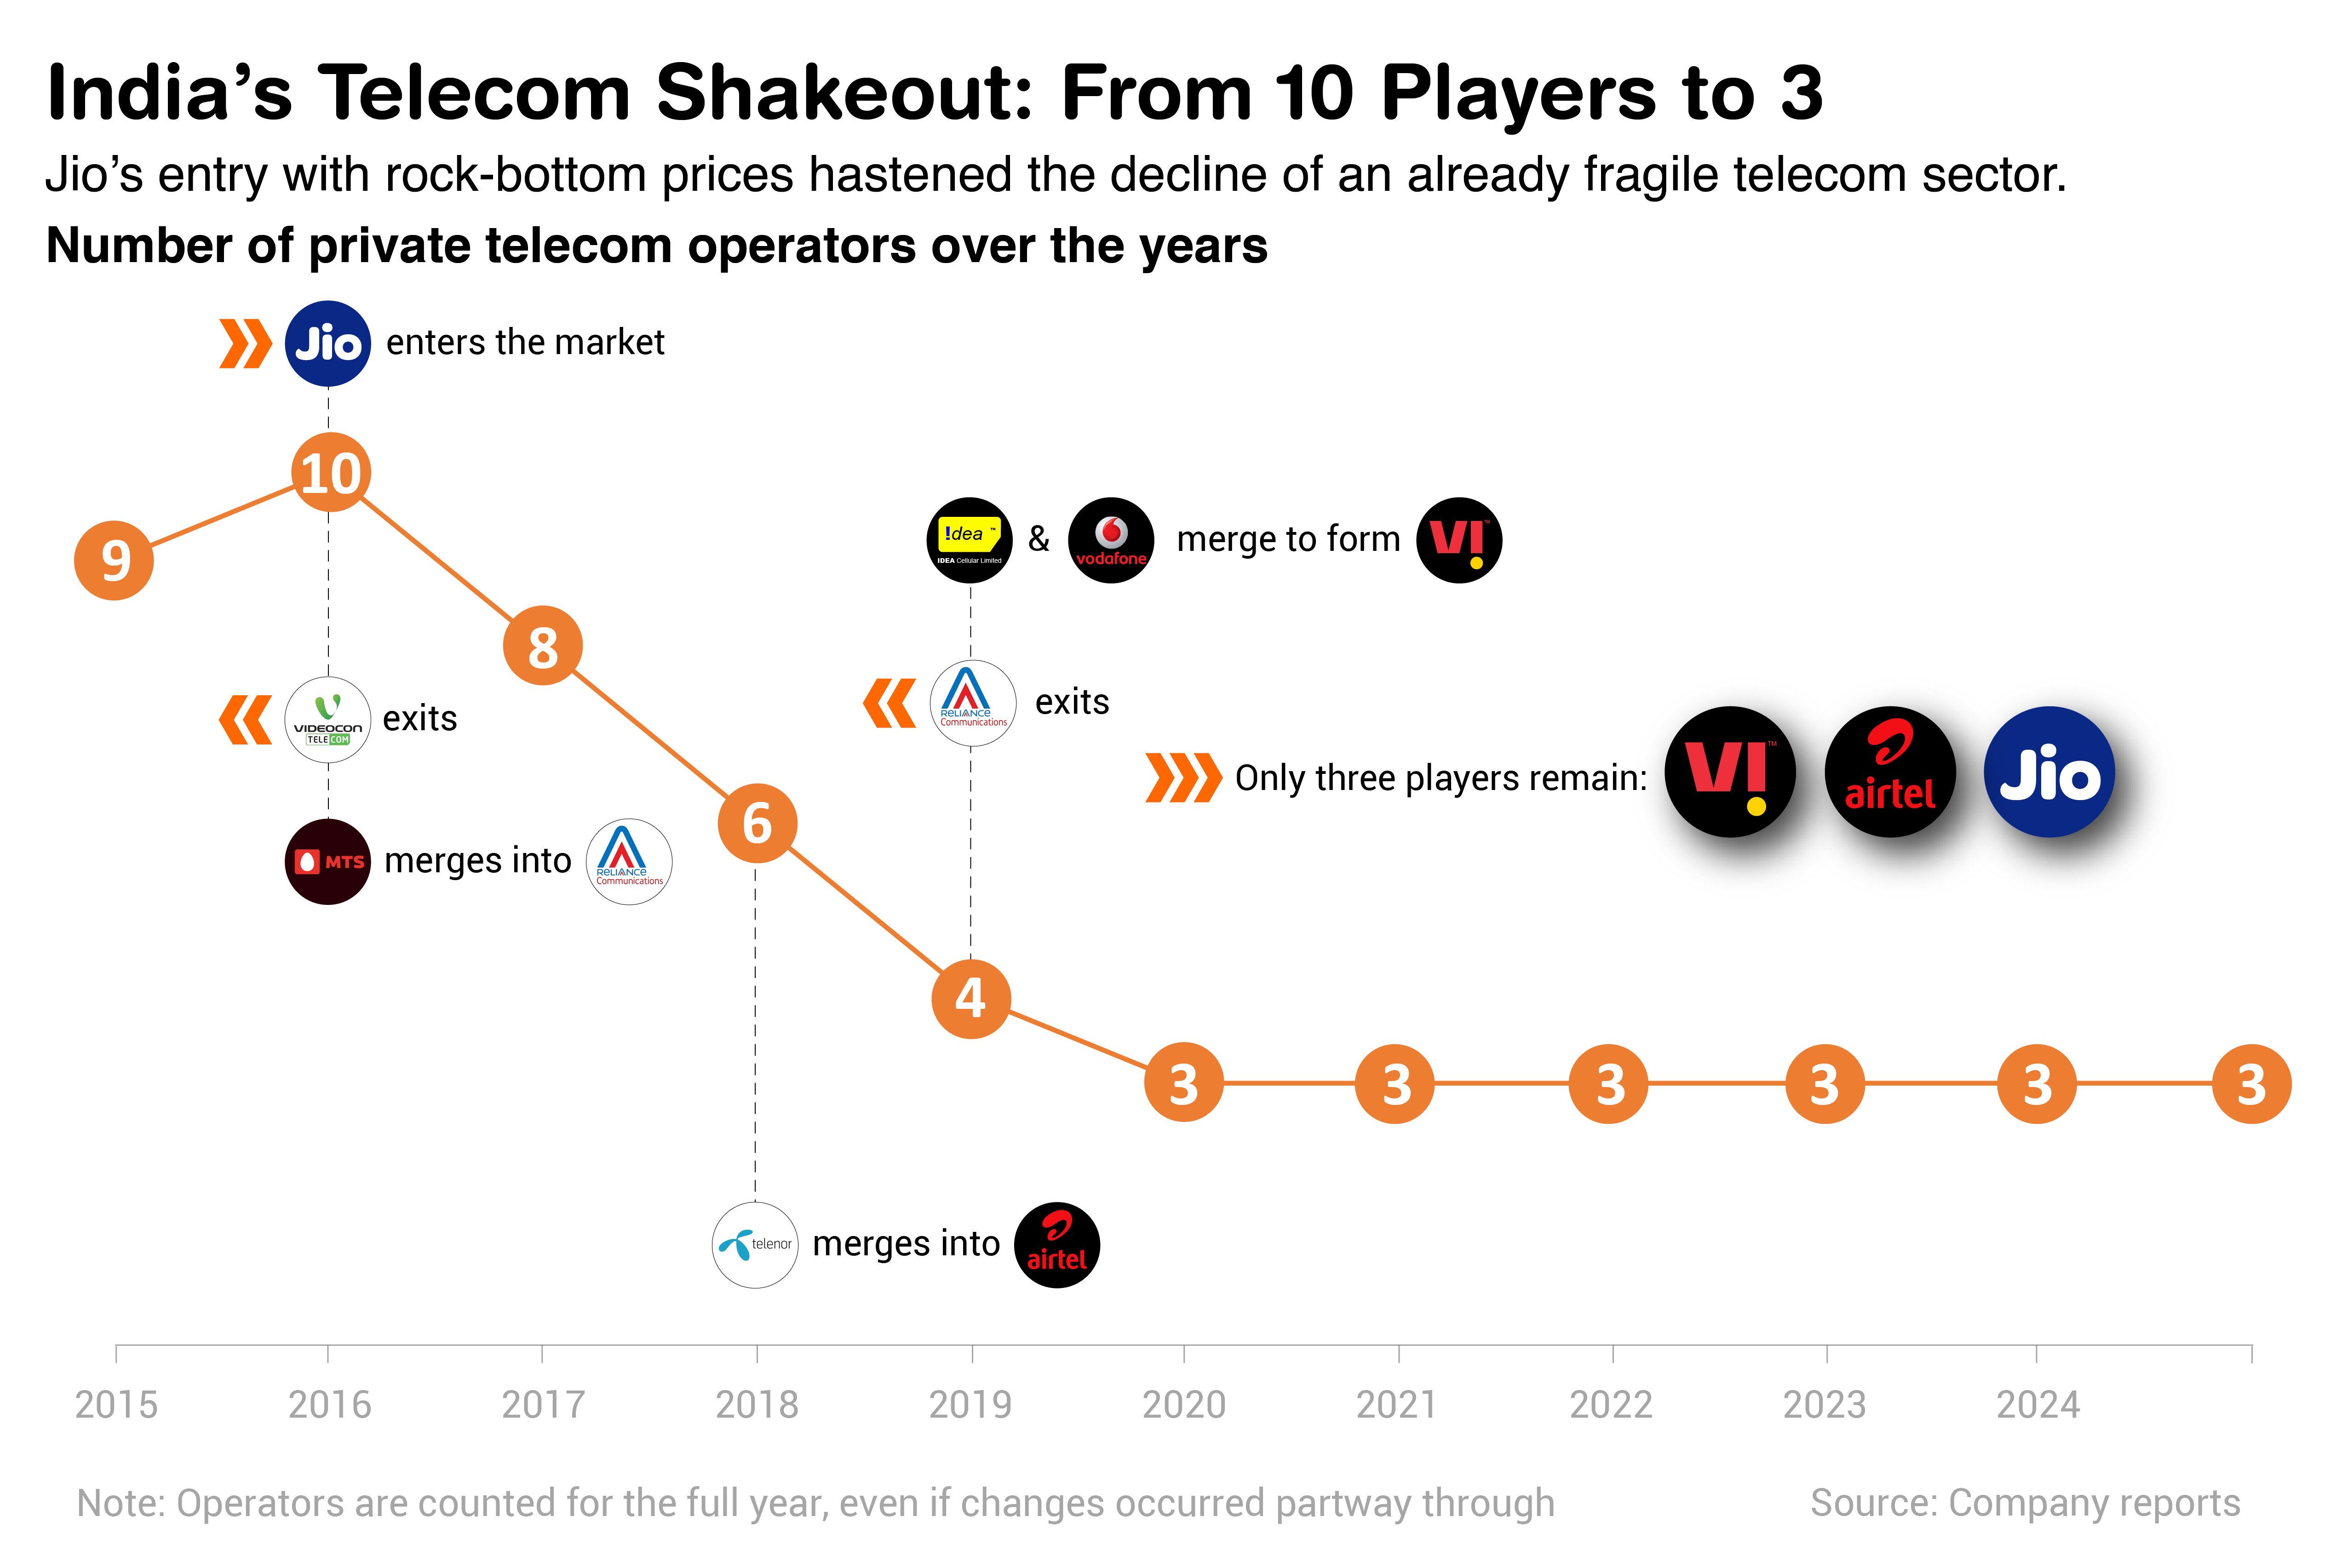 India’s Telecom Shakeout: From 10 Players to 3
Jio’s entry with rock-bottom prices hastened the decline of an already fragile telecom sector.
Number of private telecom operators over the years
Jio enters the market
10
9
!dea ™ IDEA Cellular Limited & vodafone merge to form VI™
8
VIDEOCON TELECOM exits
RELIANCE Communications exits
Only three players remain: VI™ airtel Jio
6
MTS merges into RELIANCE Communications
4
3 3 3 3 3 3
telenor merges into airtel
2015 2016 2017 2018 2019 2020 2021 2022 2023 2024
Note: Operators are counted for the full year, even if changes occurred partway through
Source: Company reports